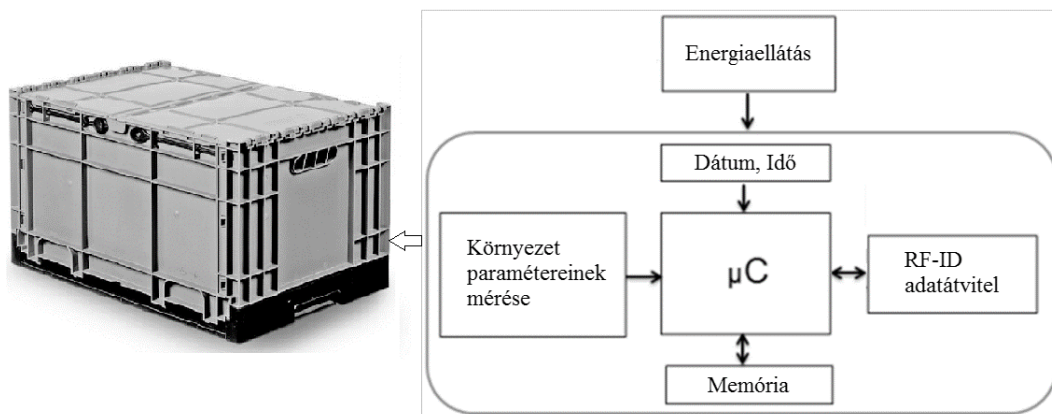 Energiaellátás
Dátum, Idő
Környezet
paramétereinek
mérése
µC
RF-ID
adatátvitel
Memória